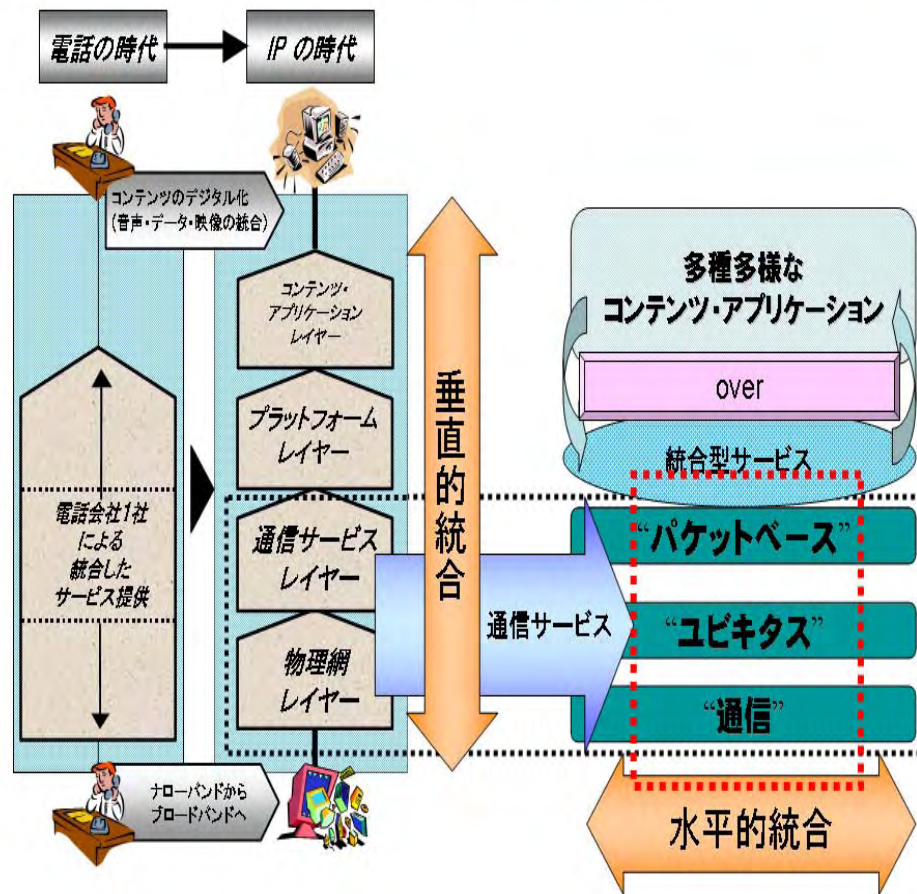 電話の時代
IP の時代
コンテンツのデジタル化
(音声・データ・映像の統合)
コンテンツ・
アプリケーション
レイヤー
プラットフォーム
レイヤー
通信サービス
レイヤー
物理網
レイヤー
電話会社1社
による
統合した
サービス提供
ナローバンドから
ブロードバンドへ
垂直的統合
通信サービス
多種多様な
コンテンツ・アプリケーション
over
統合型サービス
“パケットベース”
“ユビキタス”
“通信”
水平的統合